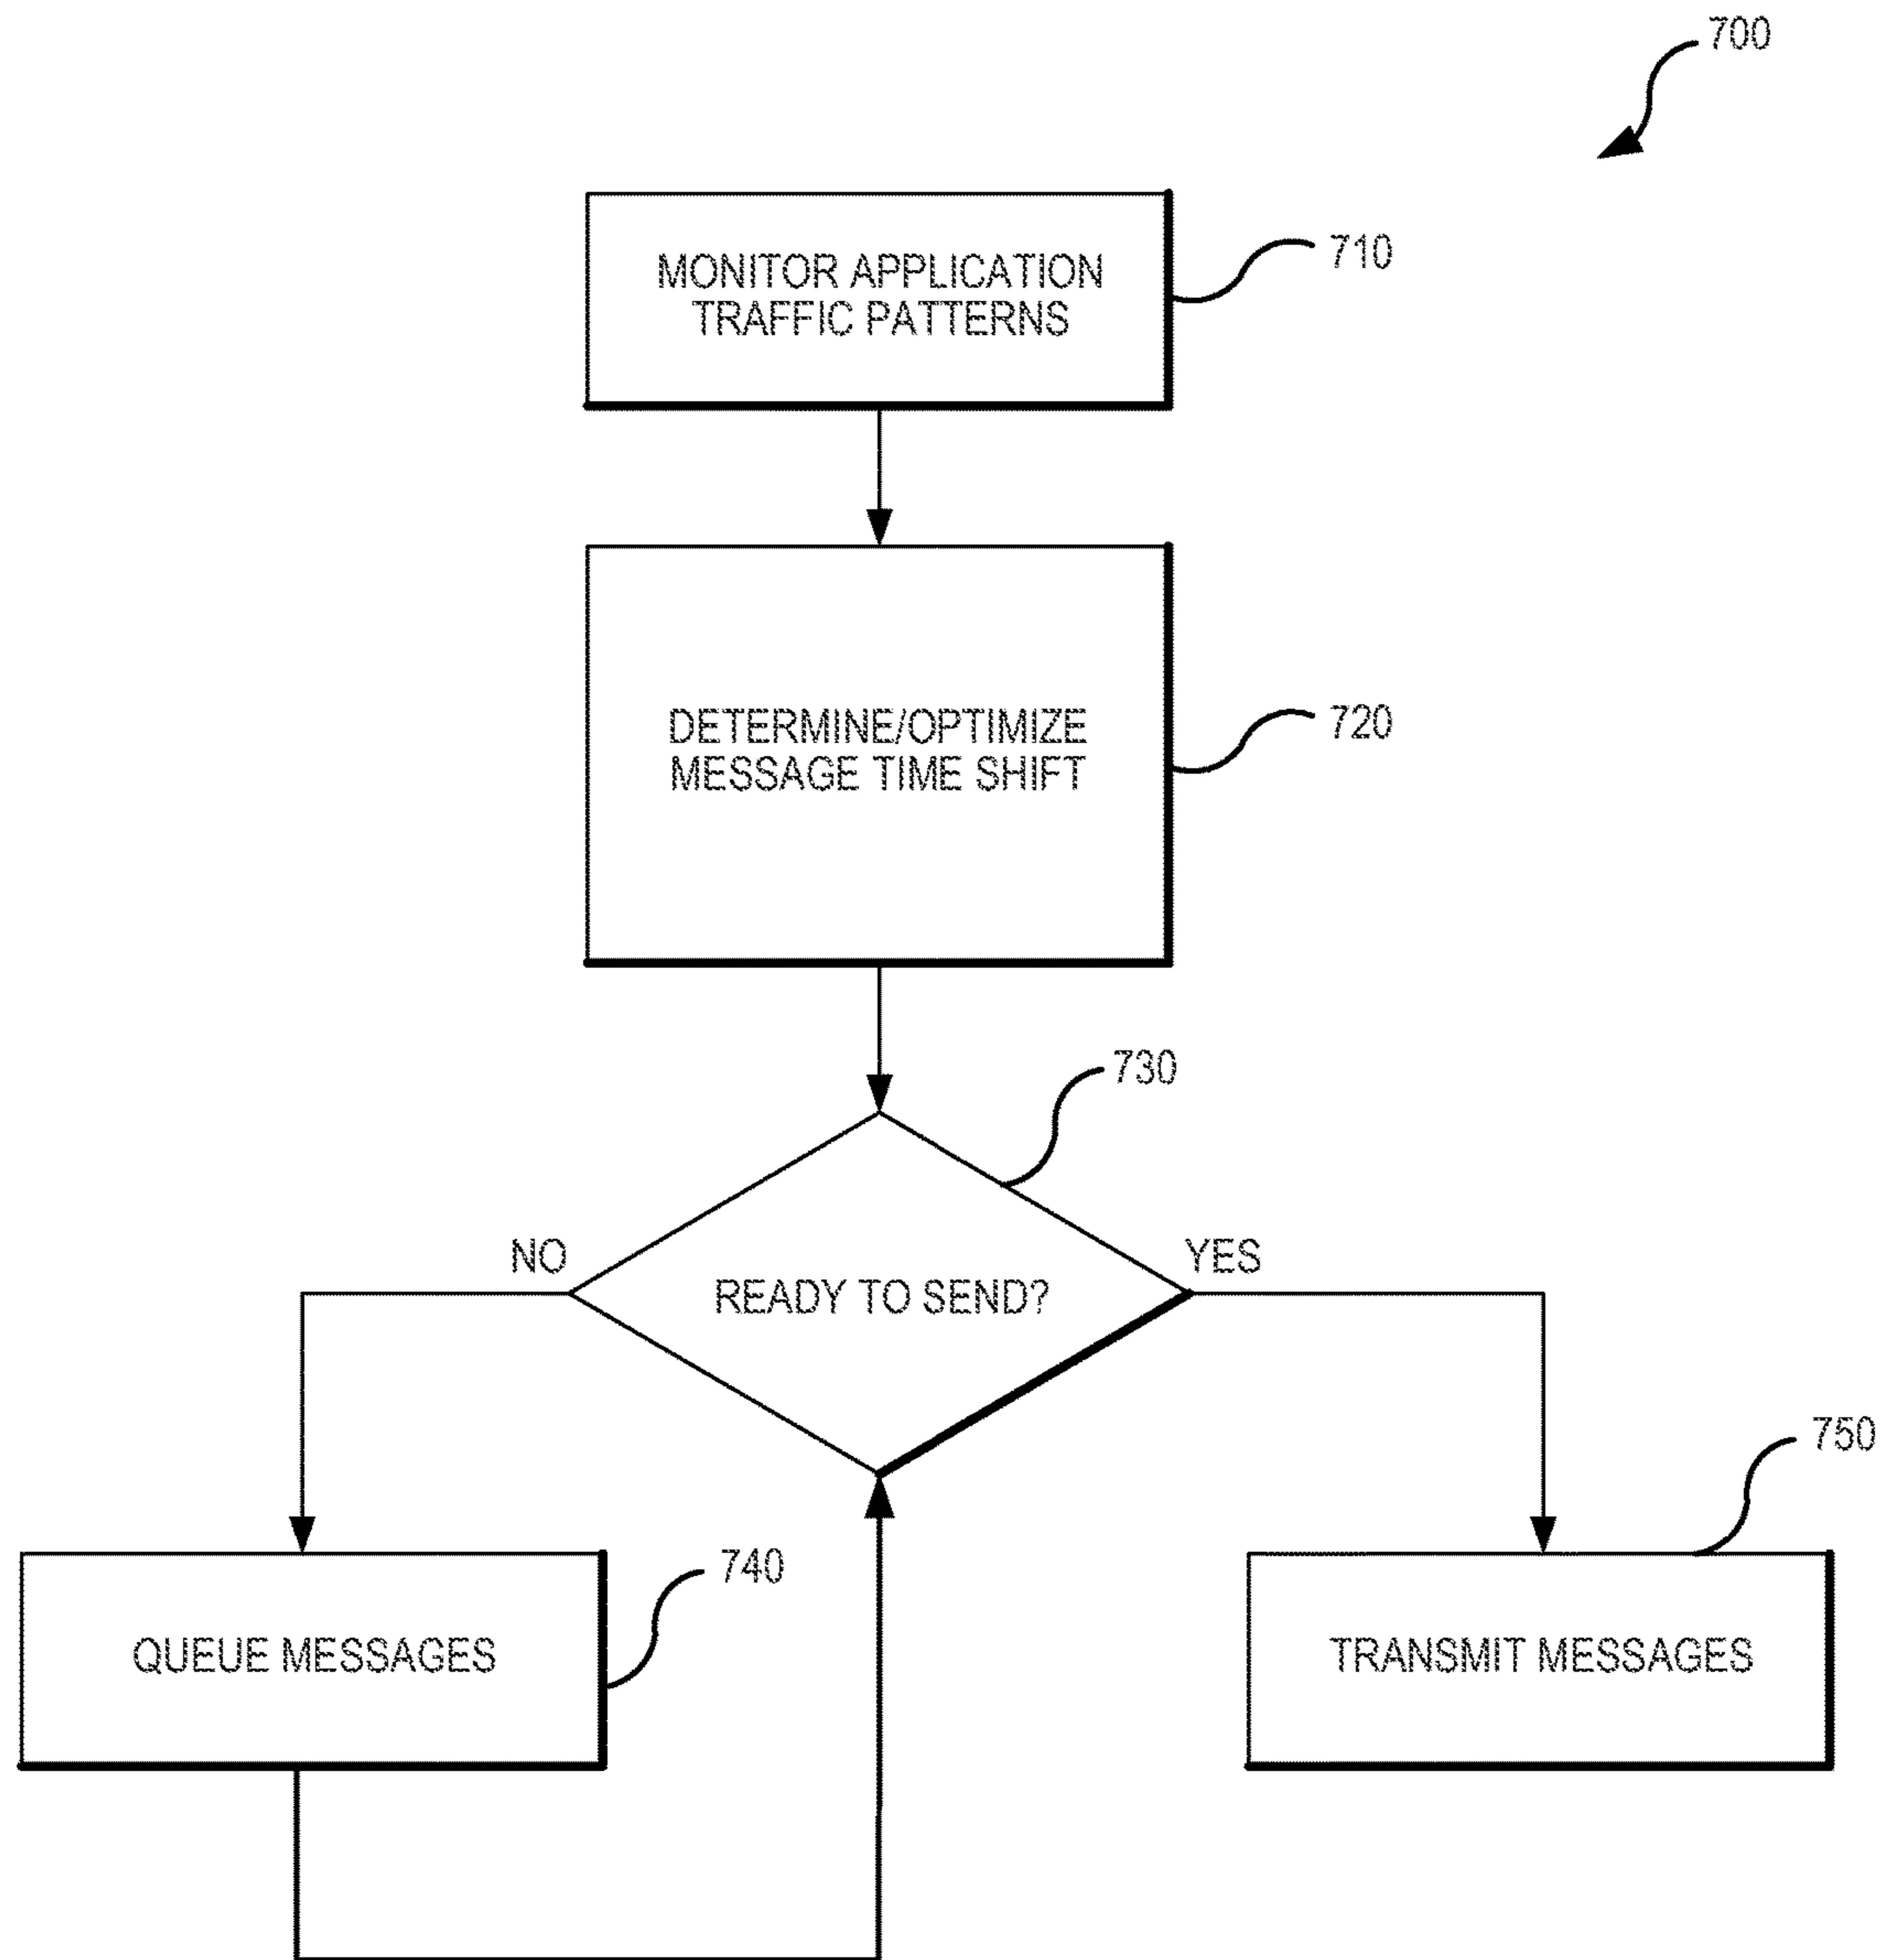 700
MONITOR APPLICATION
TRAFFIC PATTERNS
710
DETERMINE/OPTIMIZE
MESSAGE TIME SHIFT
720
730
NO
YES
READY TO SEND?
750
740
QUEUE MESSAGES
TRANSMIT MESSAGES